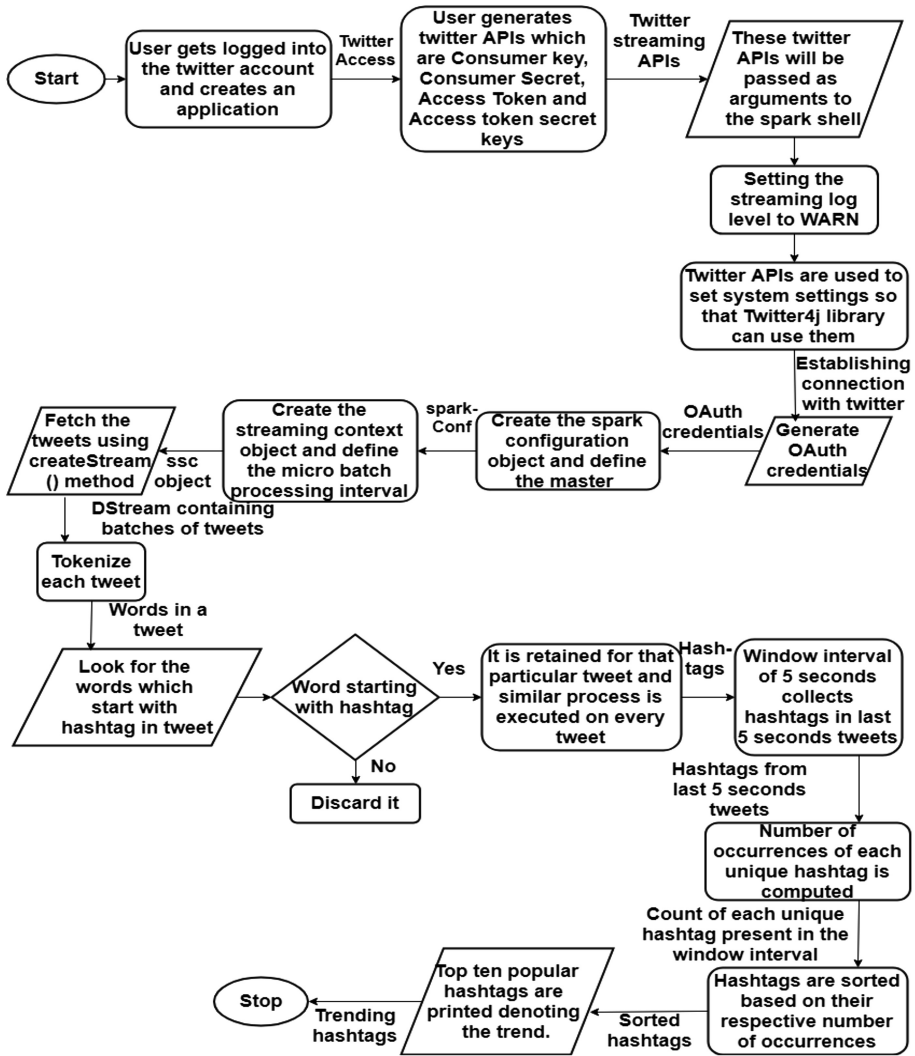 Start
User gets logged into
the twitter account
and creates an
application
Twitter
Access
User generates
twitter APIs which
are Consumer key,
Consumer Secret,
Access Token and
Access token secret
keys
Twitter
streaming
APIs
These twitter
APIs will be
passed as
arguments to
the spark shell
Setting the
streaming log
level to WARN
Twitter APIs are used to
set system settings so
that Twitter4j library
can use them
Establishing
connection
with twitter
Generate
OAuth
credentials
OAuth
credentials
Create the spark
configuration
object and define
the master
spark-
Conf
Create the
streaming context
object and define
the micro batch
processing interval
ssc
object
Fetch the
tweets using
createStream
() method
DStream containing
batches of tweets
Tokenize
each tweet
Words in a
tweet
Look for the
words which
start with
hashtag in tweet
Word starting
with hashtag
Yes
No
Discard it
It is retained for that
particular tweet and
similar process is
executed on every
tweet
Hash-
tags
Window interval
of 5 seconds
collects
hashtags in last
5 seconds tweets
Hashtags from
last 5 seconds
tweets
Number of
occurrences of each
unique hashtag is
computed
Count of each unique
hashtag present in the
window interval
Hashtags are sorted
based on their
respective number
of occurrences
Sorted
hashtags
Top ten popular
hashtags are
printed denoting
the trend.
Trending
hashtags
Stop